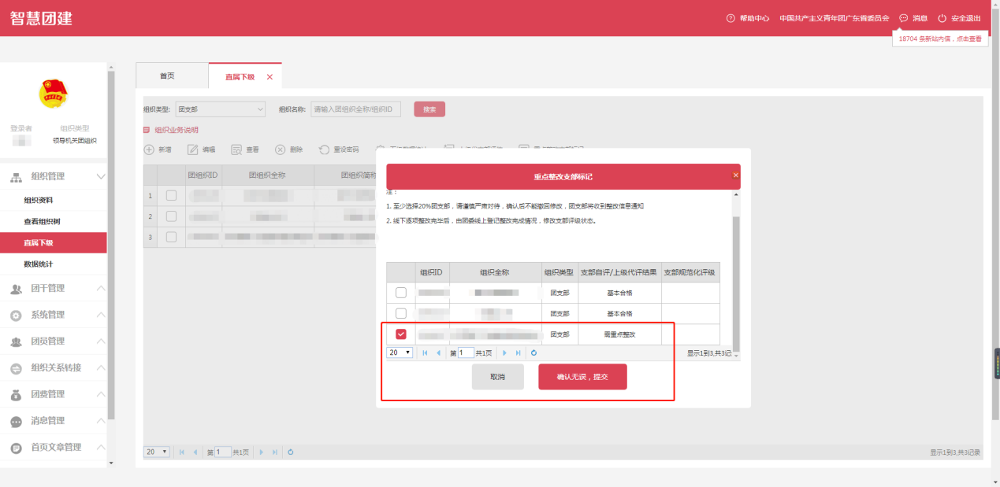 智慧团建
帮助中心 中国共产主义青年团广东省委员会 消息 安全退出
18704 条新站内信，点击查看
登录者 组织类型
领导机关团组织
组织管理
组织资料
查看组织树
直属下级
数据统计
团干管理
系统管理
团员管理
组织关系转接
团费管理
消息管理
首页文章管理
首页 直属下级
组织类型: 团支部 组织名称: 请输入团组织全称/组织ID 搜索
组织业务说明
新增 编辑 查看 删除 重设密码
团组织ID 团组织全称 团组织简称
1
2
3
重点整改支部标记
注：
1. 至少选择20%团支部，请谨慎严肃对待，确认后不能撤回修改，团支部将收到整改信息通知
2. 线下逐项整改完毕后，由团委线上登记整改完成情况，修改支部评级状态。
组织ID 组织全称 组织类型 支部自评/上级代评结果 支部规范化评级
团支部 基本合格
团支部 基本合格
团支部 需重点整改
20 第 1 共1页 显示1到3,共3记
取消 确认无误，提交
20 第 1 共1页 显示1到3,共3记录